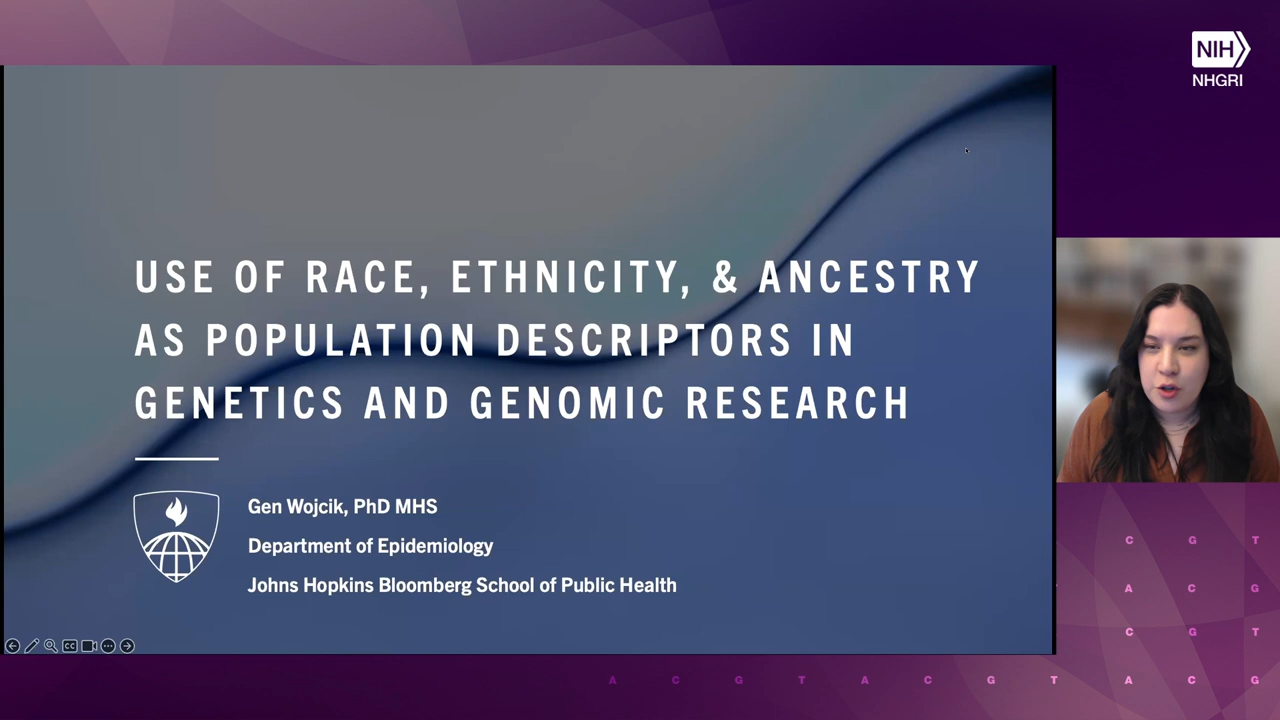 NIH
NHGRI
USE OF RACE, ETHNICITY, & ANCESTRY
AS POPULATION DESCRIPTORS IN
GENETICS AND GENOMIC RESEARCH
Gen Wojcik, PhD MHS
Department of Epidemiology
Johns Hopkins Bloomberg School of Public Health
CC
C G T
A C G
C G T
A C G T A C G T A C G